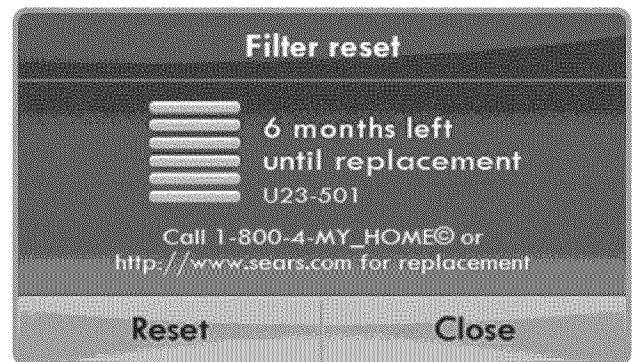 Filter reset
6 months left
until replacement
U23-501
Call 1-800-4-MY_HOME© or
http://www.sears.com for replacement
Reset Close